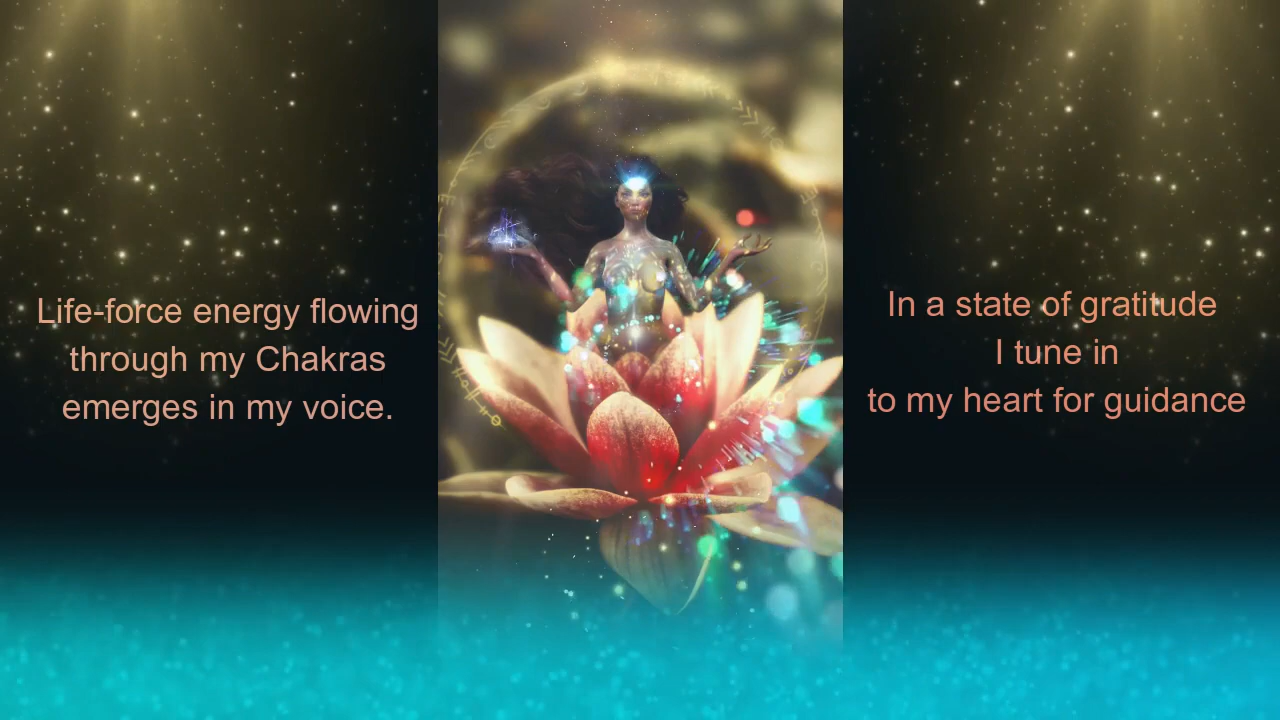 Life-force energy flowing
through my Chakras
emerges in my voice.
In a state of gratitude
I tune in
to my heart for guidance